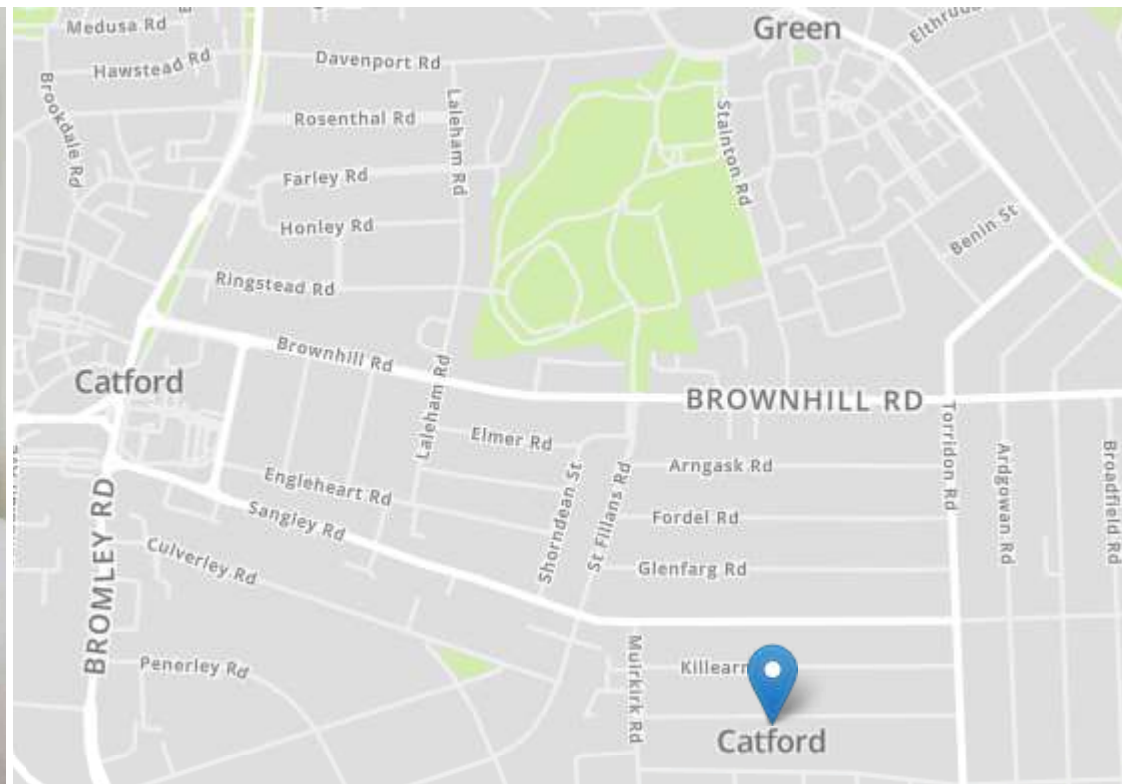 Medusa Rd
Hawstead Rd
Brookdale Rd
Davenport Rd
Rosenthal Rd
Laleham Rd
Farley Rd
Honley Rd
Ringstead Rd
Green
Stainton Rd
Benin St
Brownhill Rd
Catford
BROWNHILL RD
Laleham Rd
Elmer Rd
Arngask Rd
Torridon Rd
Ardgowan Rd
Broadfield Rd
Engleheart Rd
Sangley Rd
Shorndean St
St Fillans Rd
Fordel Rd
Glenfarg Rd
BROMLEY RD
Culverley Rd
Penerley Rd
Muirkirk Rd
Killearn
Catford